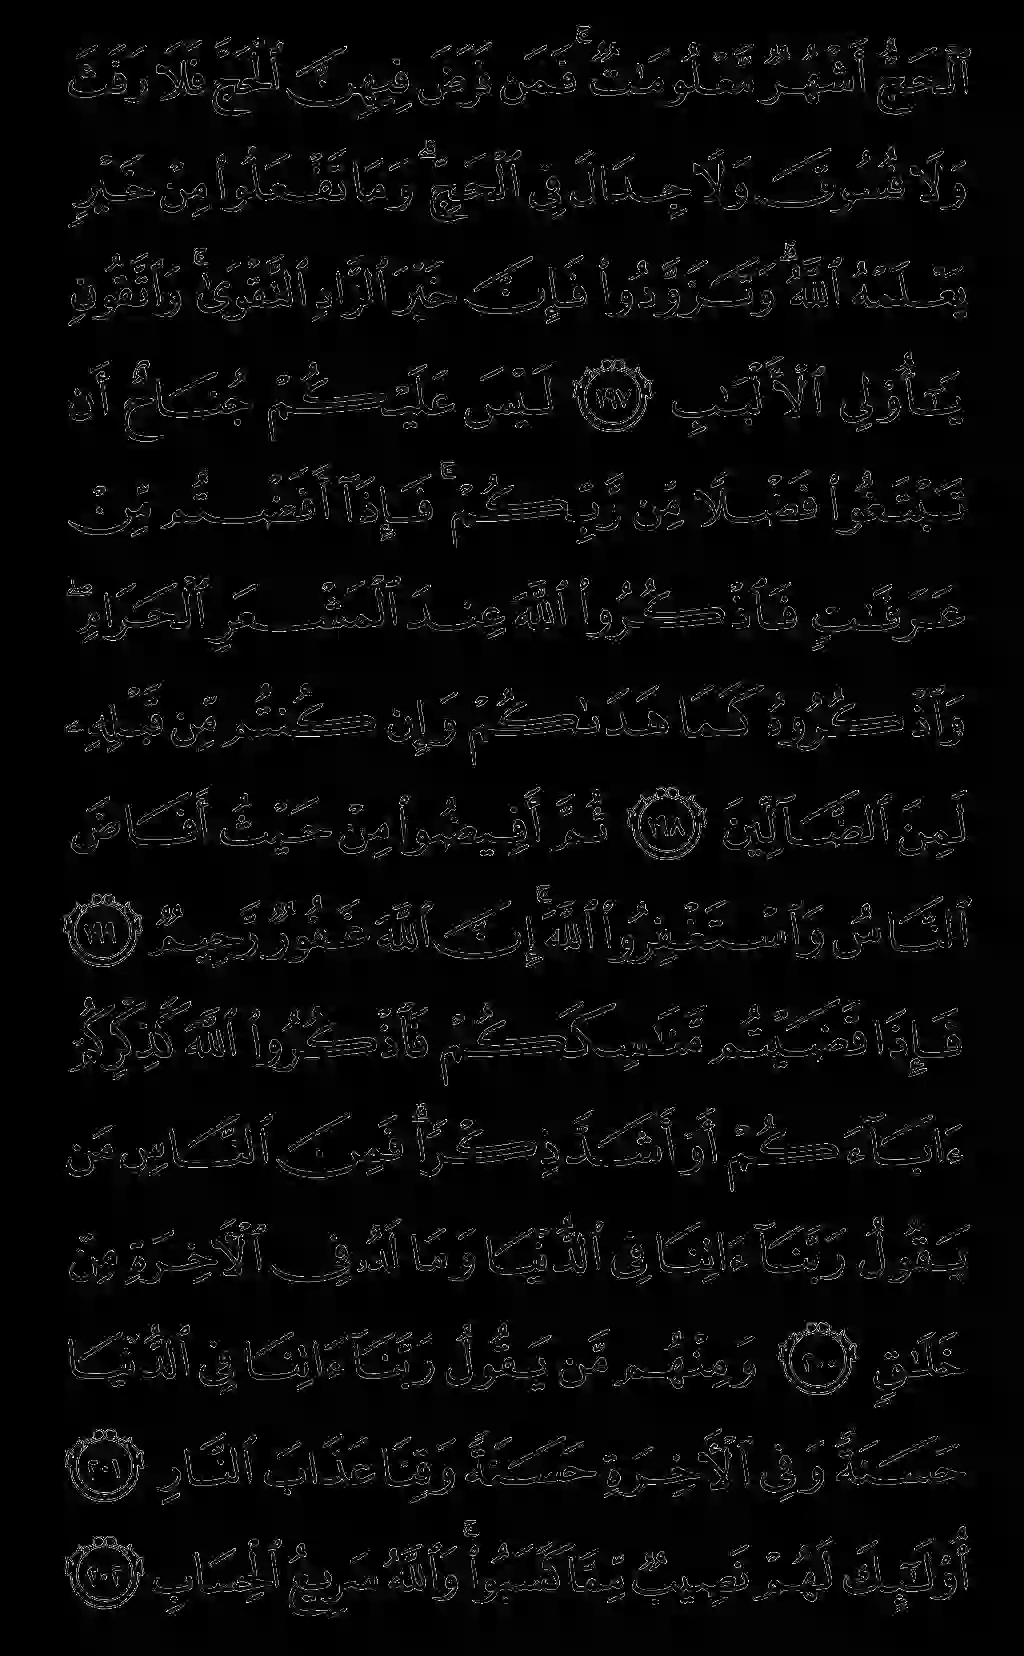 ٱلْحَجُّ أَشْهُرٌ مَّعْلُومَٰتٌ ۚ فَمَن فَرَضَ فِيهِنَّ ٱلْحَجَّ فَلَا رَفَثَ
وَلَا فُسُوقَ وَلَا جِدَالَ فِى ٱلْحَجِّ ۗ وَمَا تَفْعَلُوا۟ مِنْ خَيْرٍ
يَعْلَمْهُ ٱللَّهُ ۗ وَتَزَوَّدُوا۟ فَإِنَّ خَيْرَ ٱلزَّادِ ٱلتَّقْوَىٰ ۚ وَٱتَّقُونِ
يَٰٓأُو۟لِى ٱلْأَلْبَٰبِ ١٩٧ لَيْسَ عَلَيْكُمْ جُنَاحٌ أَن
تَبْتَغُوا۟ فَضْلًا مِّن رَّبِّكُمْ ۚ فَإِذَآ أَفَضْتُم مِّنْ
عَرَفَٰتٍ فَٱذْكُرُوا۟ ٱللَّهَ عِندَ ٱلْمَشْعَرِ ٱلْحَرَامِ ۖ
وَٱذْكُرُوهُ كَمَا هَدَىٰكُمْ وَإِن كُنتُم مِّن قَبْلِهِۦ
لَمِنَ ٱلضَّآلِّينَ ١٩٨ ثُمَّ أَفِيضُوا۟ مِنْ حَيْثُ أَفَاضَ
ٱلنَّاسُ وَٱسْتَغْفِرُوا۟ ٱللَّهَ ۚ إِنَّ ٱللَّهَ غَفُورٌ رَّحِيمٌ ١٩٩
فَإِذَا قَضَيْتُم مَّنَٰسِكَكُمْ فَٱذْكُرُوا۟ ٱللَّهَ كَذِكْرِكُمْ
ءَابَآءَكُمْ أَوْ أَشَدَّ ذِكْرًا ۗ فَمِنَ ٱلنَّاسِ مَن
يَقُولُ رَبَّنَآ ءَاتِنَا فِى ٱلدُّنْيَا وَمَا لَهُۥ فِى ٱلْءَاخِرَةِ مِنْ
خَلَٰقٍ ٢٠٠ وَمِنْهُم مَّن يَقُولُ رَبَّنَآ ءَاتِنَا فِى ٱلدُّنْيَا
حَسَنَةً وَفِى ٱلْءَاخِرَةِ حَسَنَةً وَقِنَا عَذَابَ ٱلنَّارِ ٢٠١
أُو۟لَٰٓئِكَ لَهُمْ نَصِيبٌ مِّمَّا كَسَبُوا۟ ۚ وَٱللَّهُ سَرِيعُ ٱلْحِسَابِ ٢٠٢